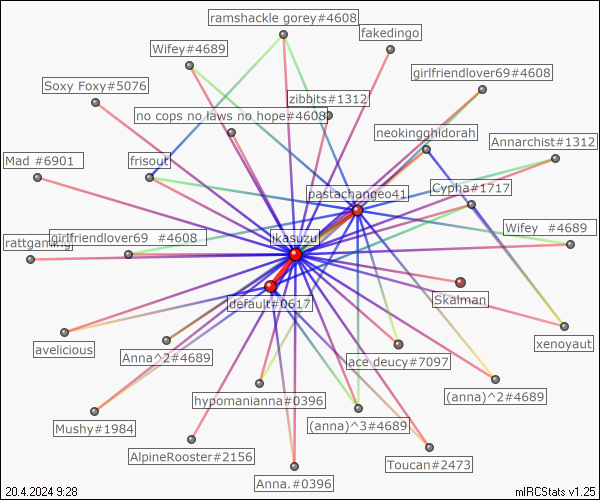 ramshackle gorey#4608
fakedingo
Wifey#4689
girlfriendlover69#4608
Soxy Foxy#5076
zibbits#1312
no cops no laws no hope#4608
neokingghidorah
Annarchist#1312
Mad #6901
frisout
pastachangeo41
Cypha#1717
Wifey #4689
girlfriendlover69 #4608
ikasuzu
default#0617
Skalman
avelicious
Anna^2#4689
ace deucy#7097
xenoyaut
hypomanianna#0396
(anna)^2#4689
Mushy#1984
(anna)^3#4689
AlpineRooster#2156
Toucan#2473
Anna.#0396
20.4.2024 9:28
mIRCStats v1.25